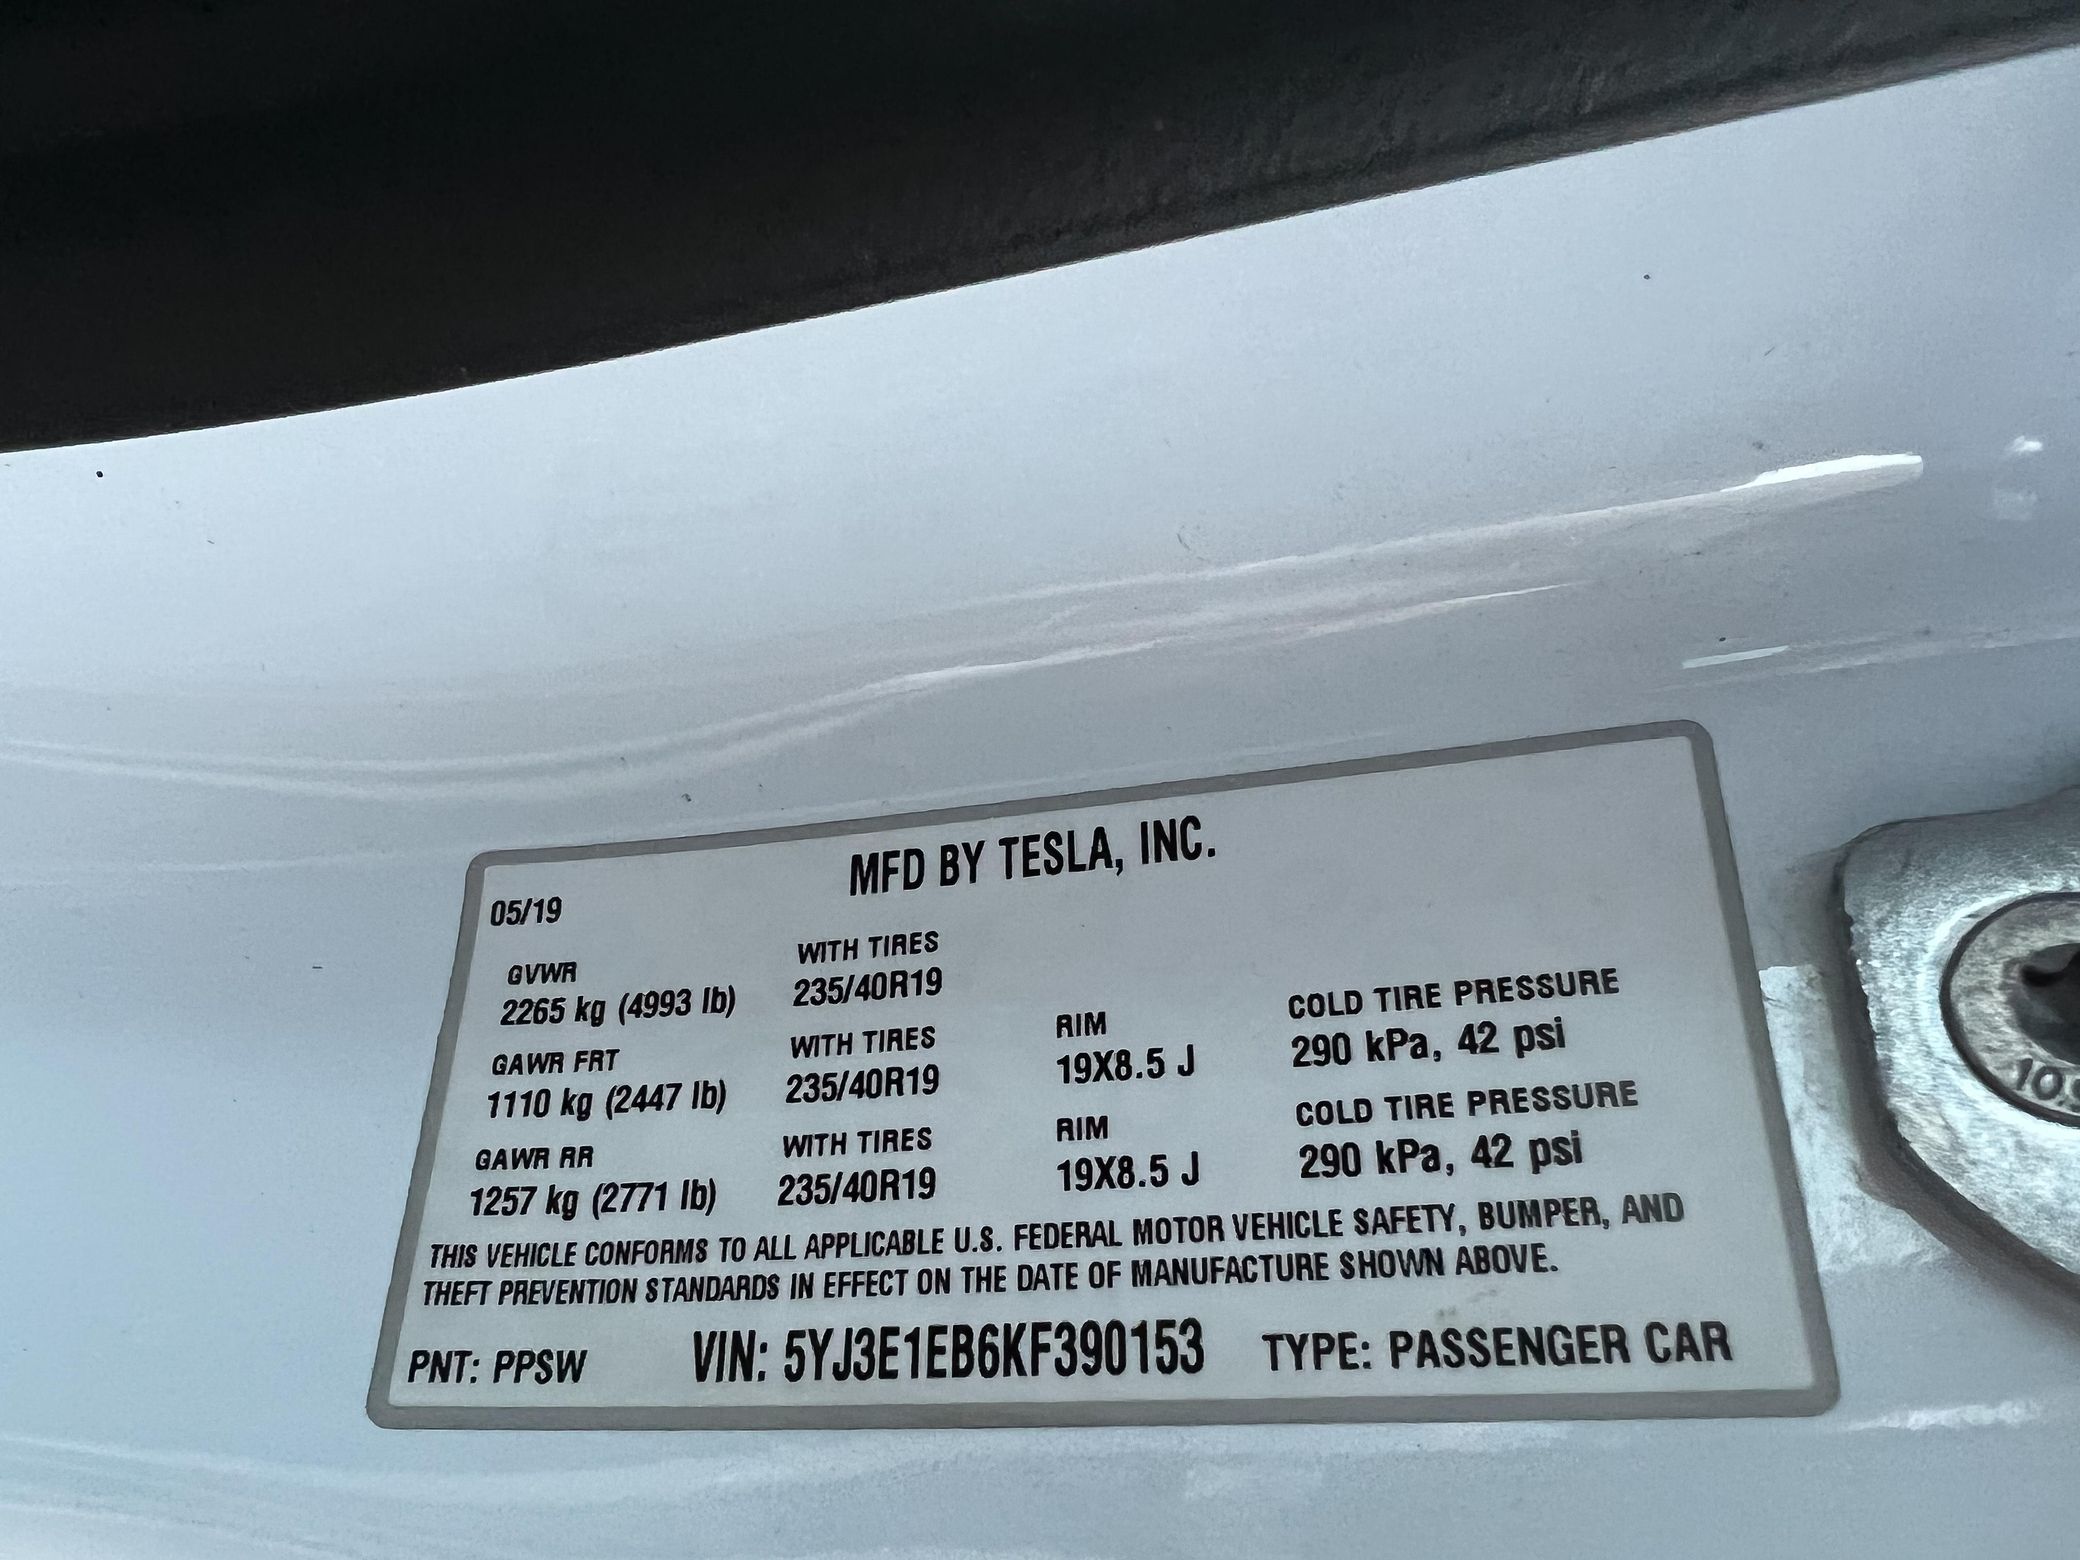 MFD BY TESLA, INC.
05/19
GVWR WITH TIRES
2265 kg (4993 lb) 235/40R19
GAWR FRT WITH TIRES RIM COLD TIRE PRESSURE
1110 kg (2447 lb) 235/40R19 19X8.5 J 290 kPa, 42 psi
GAWR RR WITH TIRES RIM COLD TIRE PRESSURE
1257 kg (2771 lb) 235/40R19 19X8.5 J 290 kPa, 42 psi
THIS VEHICLE CONFORMS TO ALL APPLICABLE U.S. FEDERAL MOTOR VEHICLE SAFETY, BUMPER, AND
THEFT PREVENTION STANDARDS IN EFFECT ON THE DATE OF MANUFACTURE SHOWN ABOVE.
PNT: PPSW VIN: 5YJ3E1EB6KF390153 TYPE: PASSENGER CAR